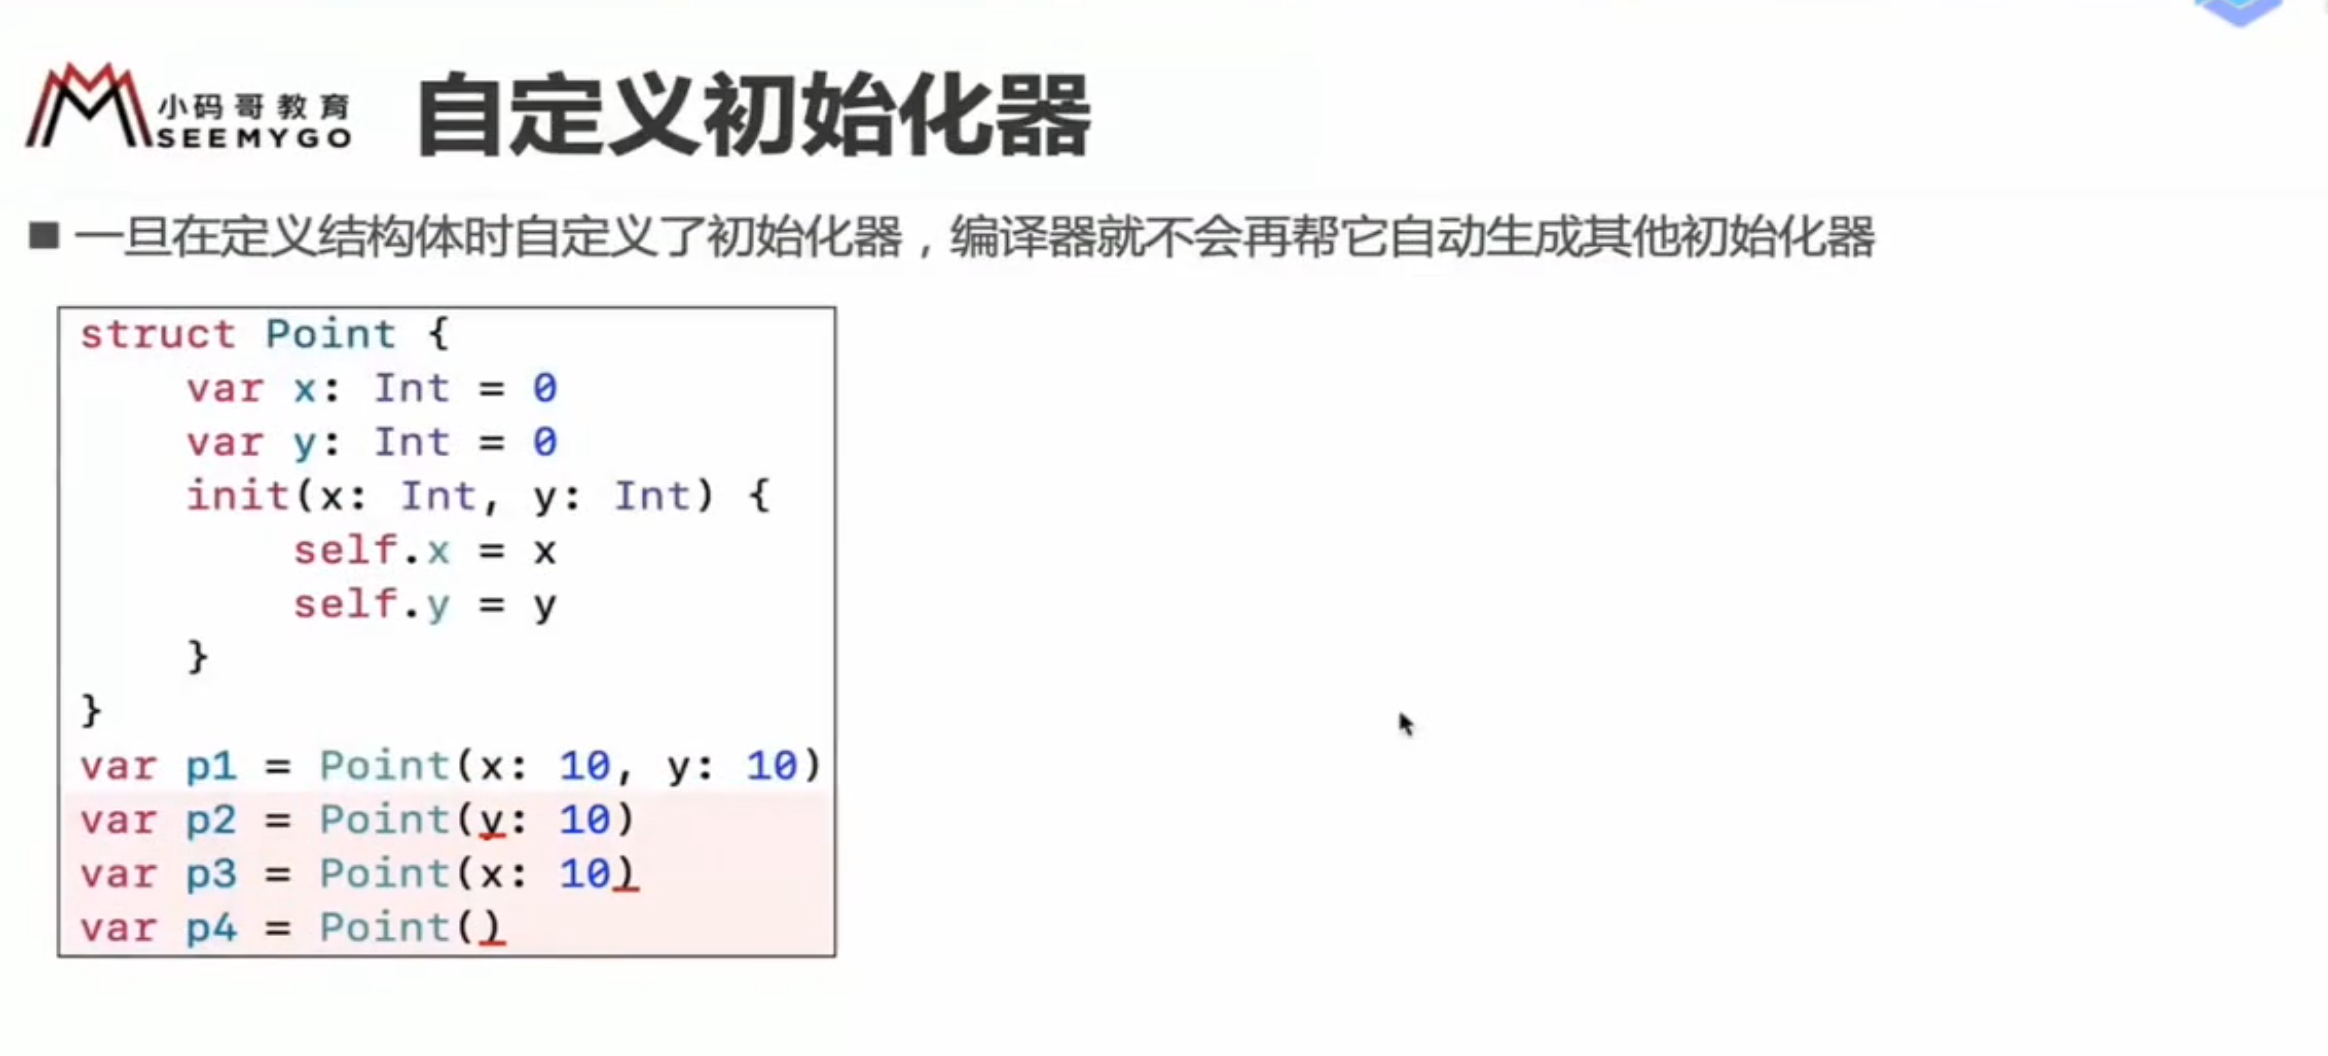 小码哥教育
SEEMYGO
自定义初始化器
■ 一旦在定义结构体时自定义了初始化器，编译器就不会再帮它自动生成其他初始化器
struct Point {
    var x: Int = 0
    var y: Int = 0
    init(x: Int, y: Int) {
        self.x = x
        self.y = y
    }
}
var p1 = Point(x: 10, y: 10)
var p2 = Point(y: 10)
var p3 = Point(x: 10)
var p4 = Point()